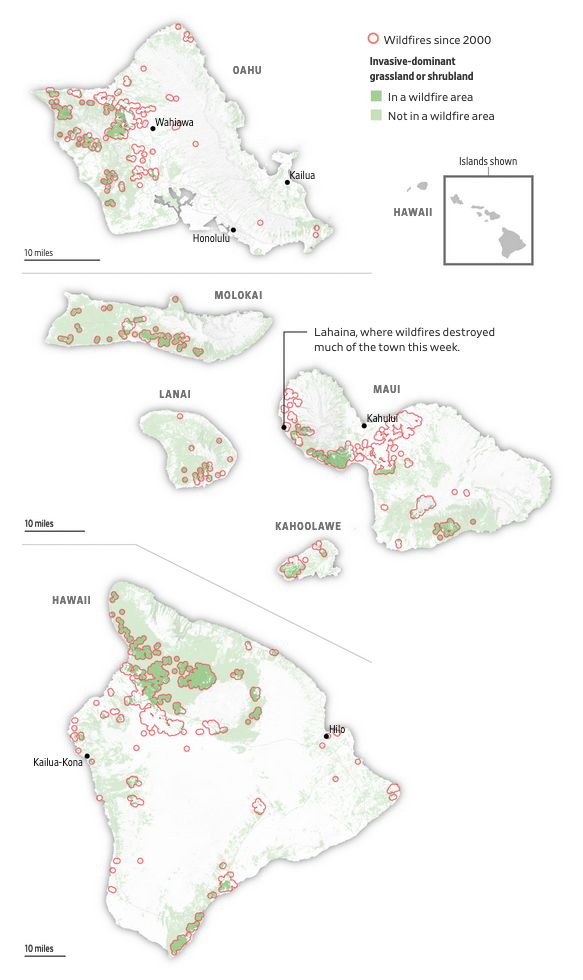 Wildfires since 2000
Invasive-dominant
grassland or shrubland
In a wildfire area
Not in a wildfire area
OAHU
Wahiawa
Kailua
Honolulu
10 miles
Islands shown
HAWAII
MOLOKAI
Lahaina, where wildfires destroyed
much of the town this week.
LANAI
MAUI
Kahului
10 miles
KAHOOLAWE
HAWAII
Hilo
Kailua-Kona
10 miles